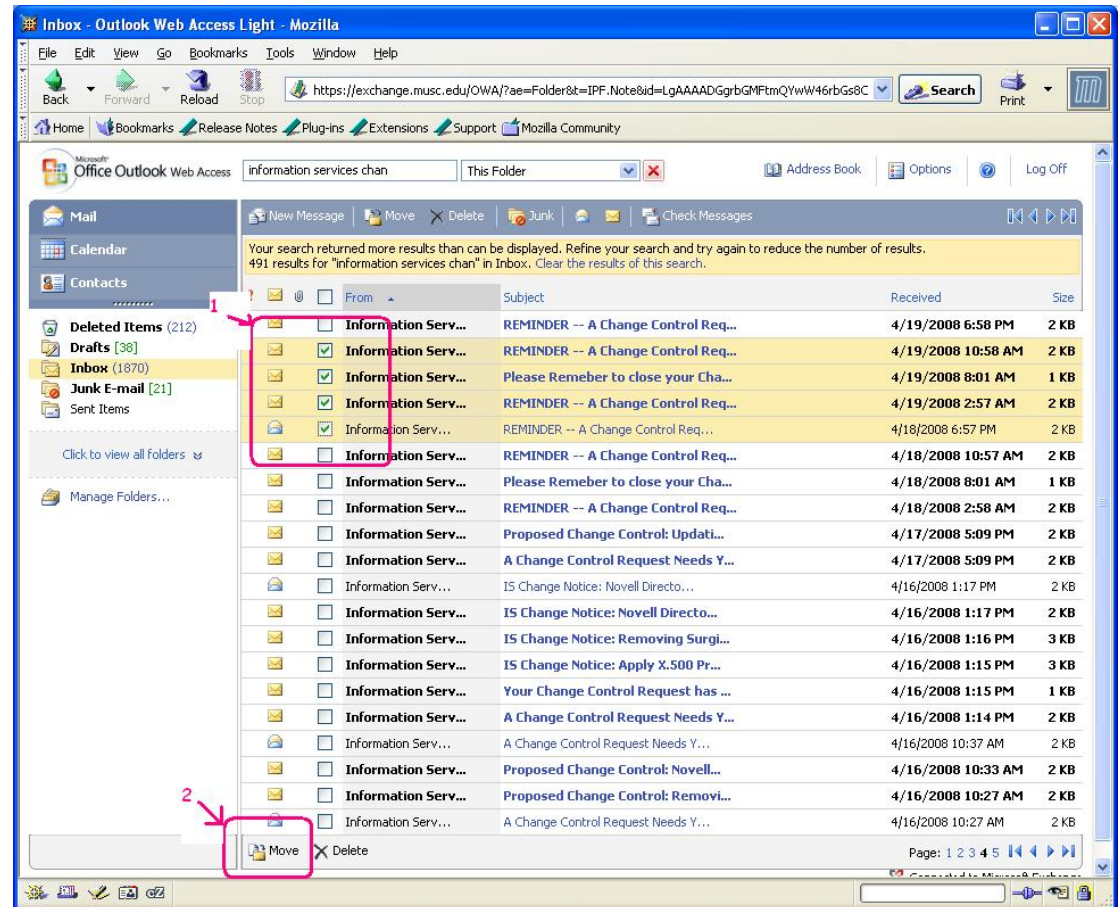 Inbox - Outlook Web Access Light - Mozilla
File Edit View Go Bookmarks Tools Window Help
Back Forward Reload Stop https://exchange.musc.edu/OWA/?ae=Folder&t=IPF.Note&id=LgAAAADGgrbGMFtmQYwW46rbGs8C Search Print
Home Bookmarks Release Notes Plug-ins Extensions Support Mozilla Community
Microsoft Office Outlook Web Access information services chan This Folder Address Book Options Log Off
Mail New Message Move Delete Junk Check Messages
Calendar Your search returned more results than can be displayed. Refine your search and try again to reduce the number of results.
491 results for "information services chan" in Inbox. Clear the results of this search.
Contacts
1
From Subject Received Size
Deleted Items (212) Information Serv... REMINDER -- A Change Control Req... 4/19/2008 6:58 PM 2 KB
Drafts [38] Information Serv... REMINDER -- A Change Control Req... 4/19/2008 10:58 AM 2 KB
Inbox (1870) Information Serv... Please Remeber to close your Cha... 4/19/2008 8:01 AM 1 KB
Junk E-mail [21] Information Serv... REMINDER -- A Change Control Req... 4/19/2008 2:57 AM 2 KB
Sent Items Information Serv... REMINDER -- A Change Control Req... 4/18/2008 6:57 PM 2 KB
Click to view all folders Information Serv... REMINDER -- A Change Control Req... 4/18/2008 10:57 AM 2 KB
Information Serv... Please Remeber to close your Cha... 4/18/2008 8:01 AM 1 KB
Manage Folders... Information Serv... REMINDER -- A Change Control Req... 4/18/2008 2:58 AM 2 KB
Information Serv... Proposed Change Control: Updati... 4/17/2008 5:09 PM 2 KB
Information Serv... A Change Control Request Needs Y... 4/17/2008 5:09 PM 2 KB
Information Serv... IS Change Notice: Novell Directo... 4/16/2008 1:17 PM 2 KB
Information Serv... IS Change Notice: Novell Directo... 4/16/2008 1:17 PM 2 KB
Information Serv... IS Change Notice: Removing Surgi... 4/16/2008 1:16 PM 3 KB
Information Serv... IS Change Notice: Apply X.500 Pr... 4/16/2008 1:15 PM 3 KB
Information Serv... Your Change Control Request has ... 4/16/2008 1:15 PM 1 KB
Information Serv... A Change Control Request Needs Y... 4/16/2008 1:14 PM 2 KB
Information Serv... A Change Control Request Needs Y... 4/16/2008 10:37 AM 2 KB
Information Serv... Proposed Change Control: Novell... 4/16/2008 10:33 AM 2 KB
2
Information Serv... Proposed Change Control: Removi... 4/16/2008 10:27 AM 2 KB
Information Serv... A Change Control Request Needs Y... 4/16/2008 10:27 AM 2 KB
Move Delete Page: 1 2 3 4 5